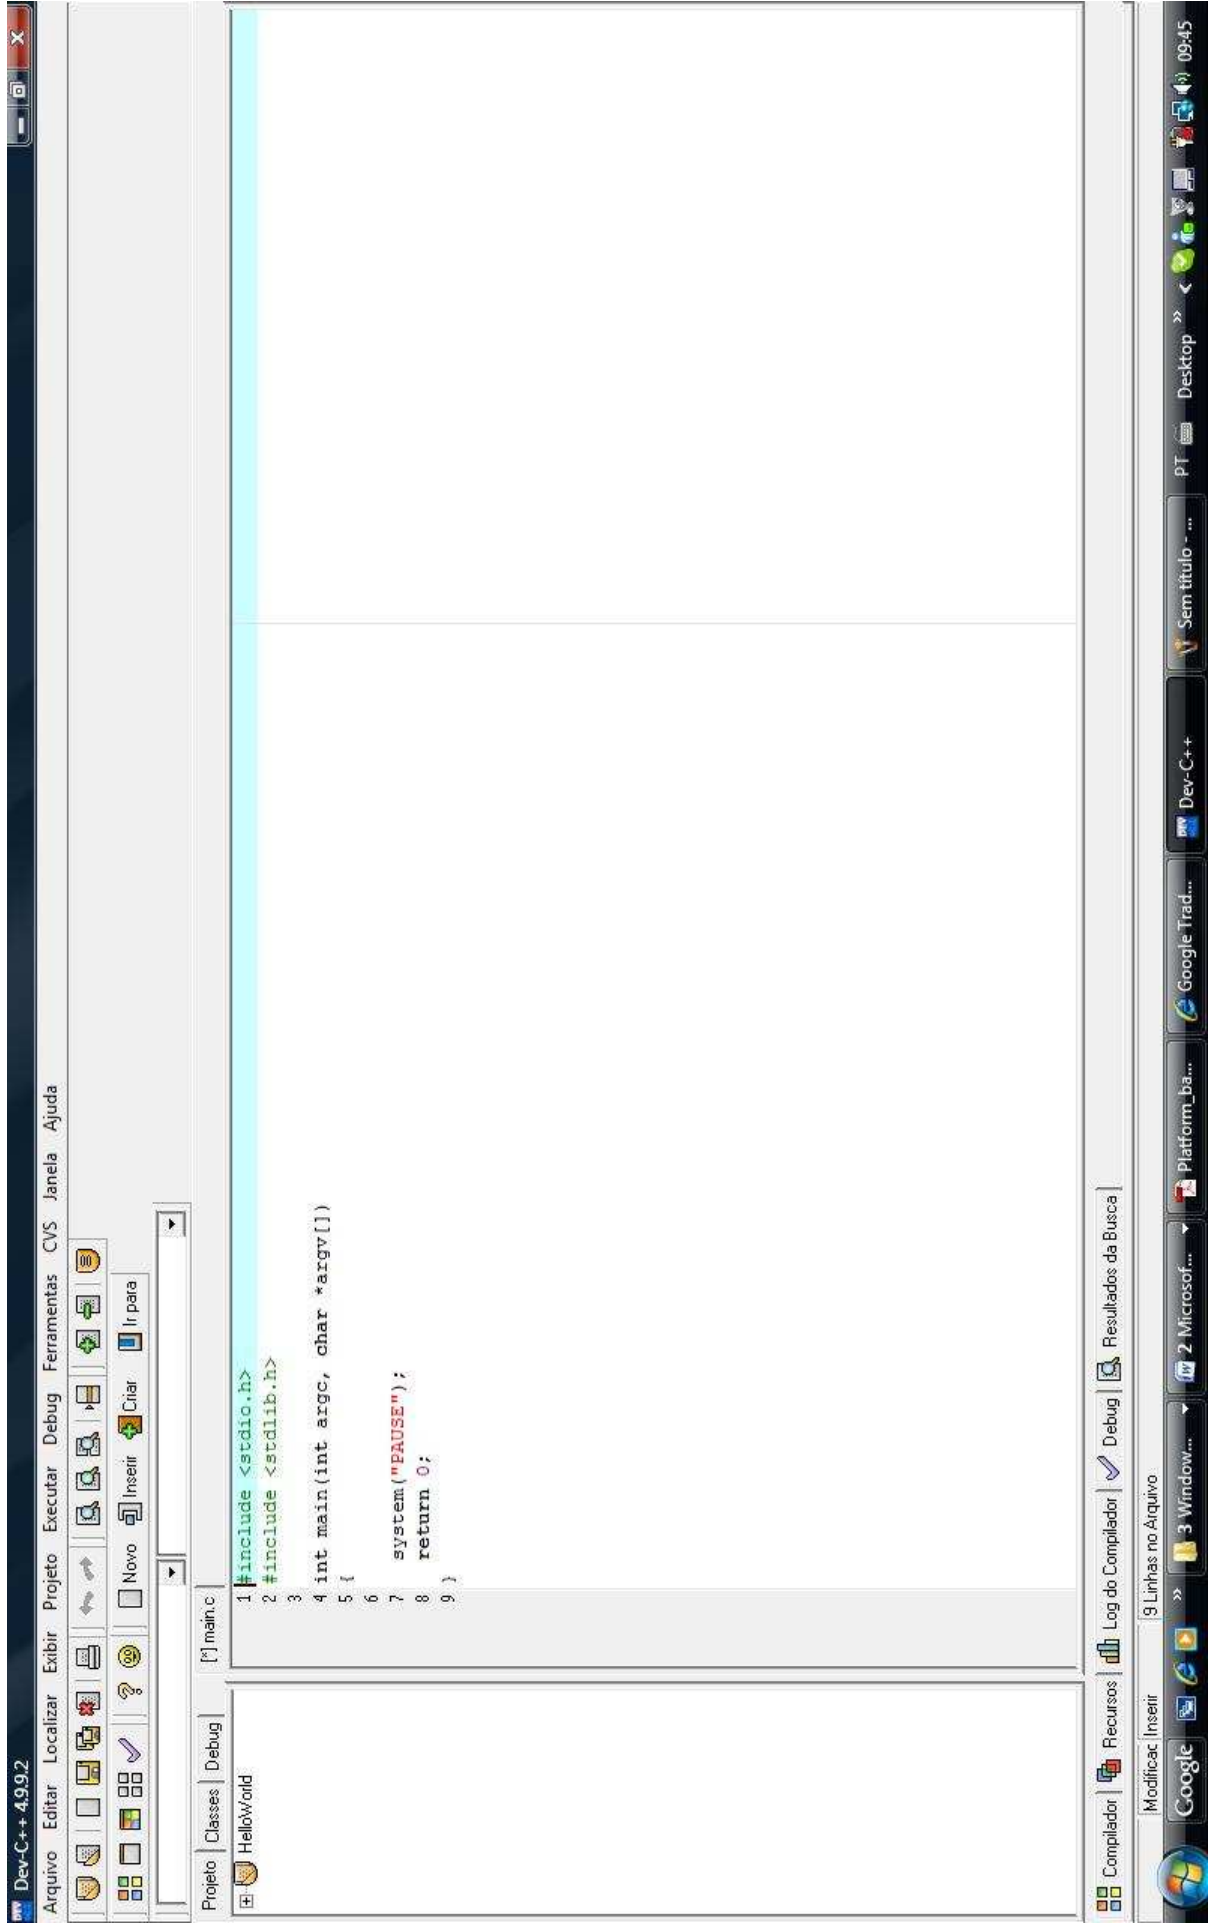 Dev-C++ 4.9.9.2
Arquivo Editar Localizar Exibir Projeto Executar Debug Ferramentas CVS Janela Ajuda
Novo Inserir Criar Ir para
Projeto Classes Debug
[*] main.c
HelloWorld
1 #include <stdio.h>
2 #include <stdlib.h>
3
4 int main(int argc, char *argv[])
5 {
6
7 system("PAUSE");
8 return 0;
9 }
Compilador Recursos Log do Compilador Debug Resultados da Busca
Modificac Inserir 9 Linhas no Arquivo
Google » 3 Window... 2 Microsof... Platform_ba... Google Trad... Dev-C++ Sem título - ... PT Desktop » 09:45